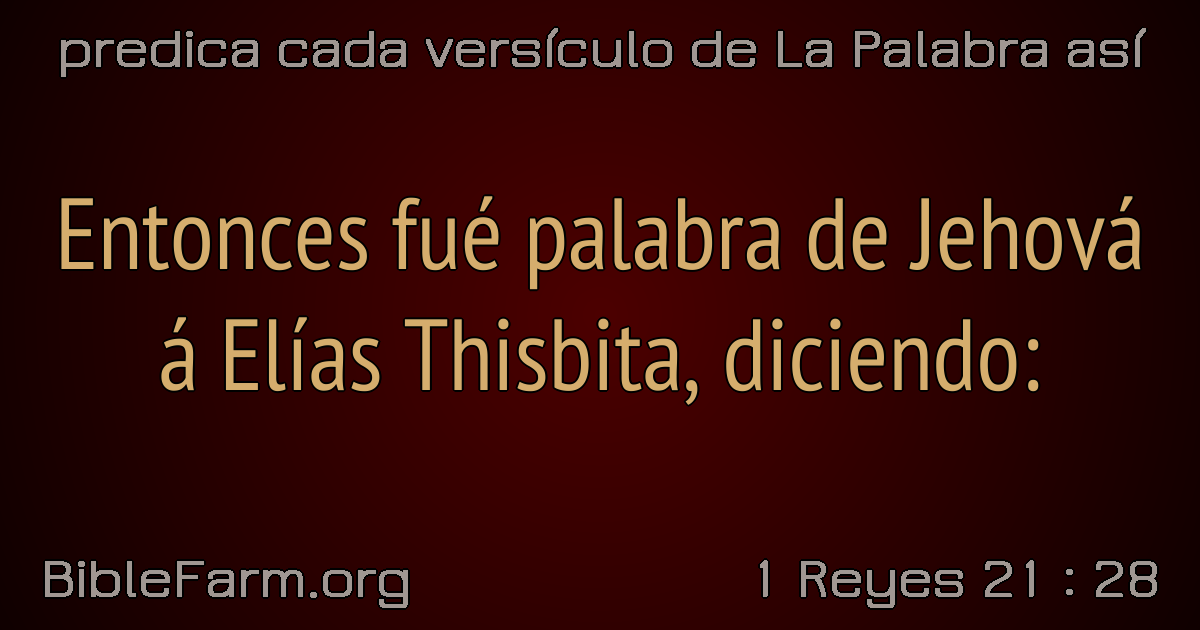 predica cada versículo de La Palabra así
Entonces fué palabra de Jehová
á Elías Thisbita, diciendo:
BibleFarm.org
1 Reyes 21 : 28